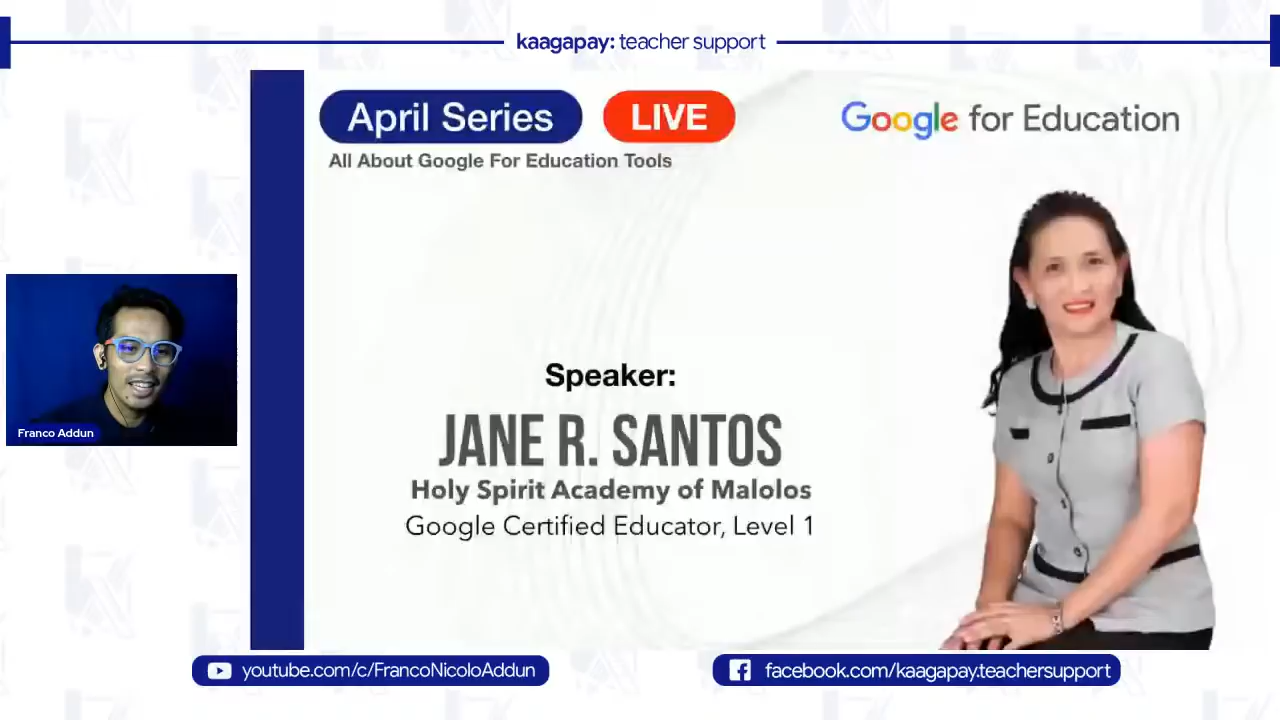 kaagapay: teacher support
April Series
LIVE
Google for Education
All About Google For Education Tools
Franco Addun
Speaker:
JANE R. SANTOS
Holy Spirit Academy of Malolos
Google Certified Educator, Level 1
youtube.com/c/FrancoNicoloAddun
facebook.com/kaagapay.teachersupport